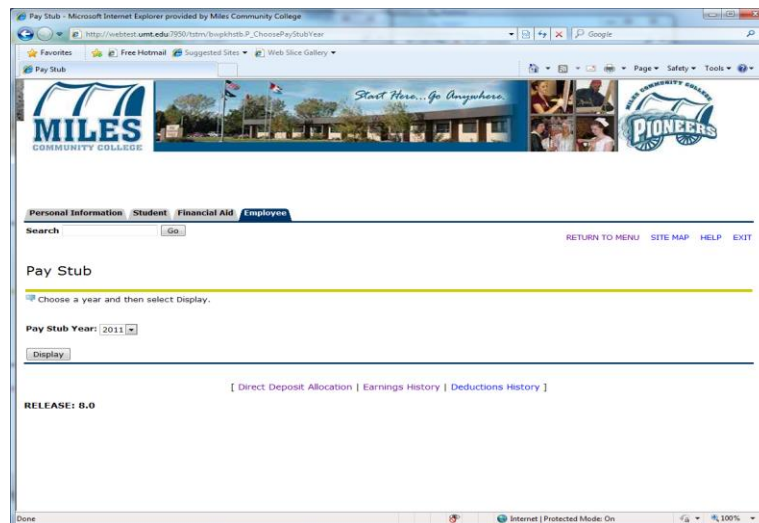 Pay Stub - Microsoft Internet Explorer provided by Miles Community College
http://webtest.umt.edu:7950/tstm/bwpkhstb.P_ChoosePayStubYear
Google
Favorites Free Hotmail Suggested Sites Web Slice Gallery
Pay Stub
Page Safety Tools
Start Here...Go Anywhere
MILES
COMMUNITY COLLEGE
MILES COMMUNITY COLLEGE
PIONEERS
Personal Information Student Financial Aid Employee
Search Go
RETURN TO MENU SITE MAP HELP EXIT
Pay Stub
Choose a year and then select Display.
Pay Stub Year: 2011
Display
[ Direct Deposit Allocation | Earnings History | Deductions History ]
RELEASE: 8.0
Done Internet | Protected Mode: On 100%